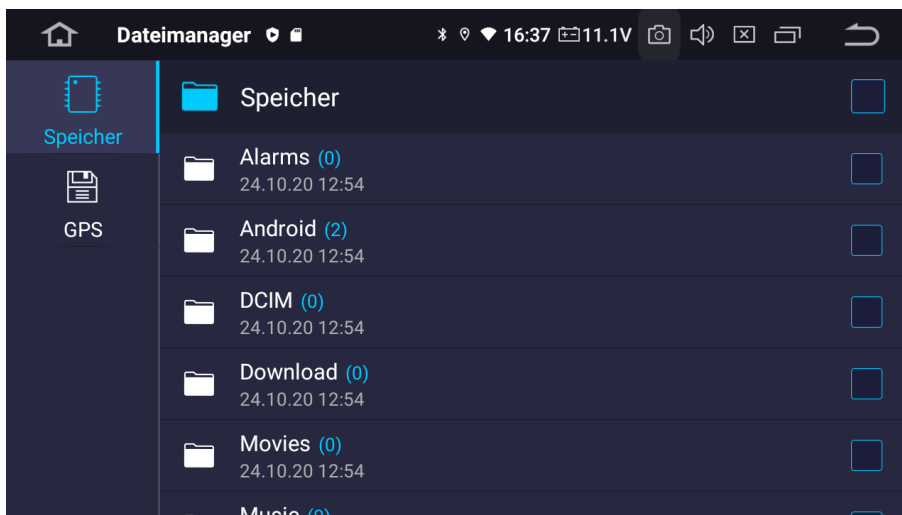 Dateimanager 16:37 11.1V
Speicher
GPS
Speicher
Alarms (0)
24.10.20 12:54
Android (2)
24.10.20 12:54
DCIM (0)
24.10.20 12:54
Download (0)
24.10.20 12:54
Movies (0)
24.10.20 12:54
Music (0)